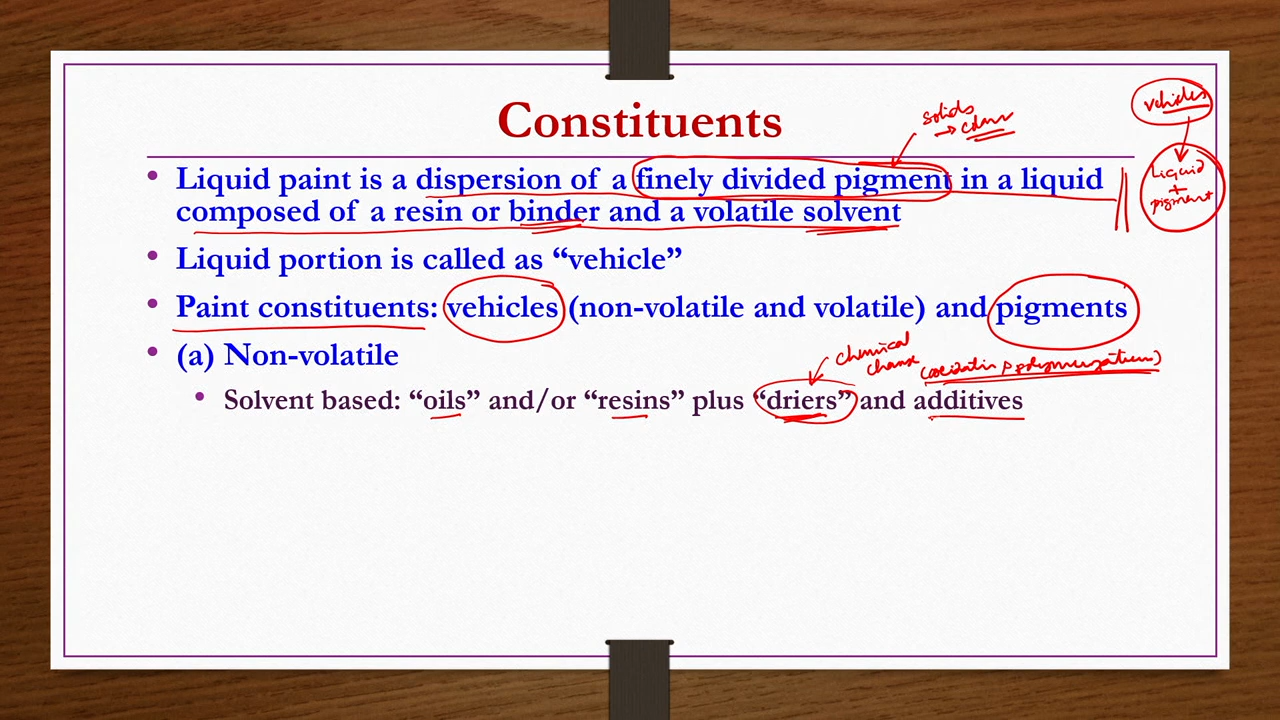 Constituents
solids
→ colour
vehicles
Liquid
+
pigment
• Liquid paint is a dispersion of a finely divided pigment in a liquid
composed of a resin or binder and a volatile solvent
• Liquid portion is called as “vehicle”
• Paint constituents: vehicles (non-volatile and volatile) and pigments
chemical
change
• (a) Non-volatile
• Solvent based: “oils” and/or “resins” plus “driers” and additives